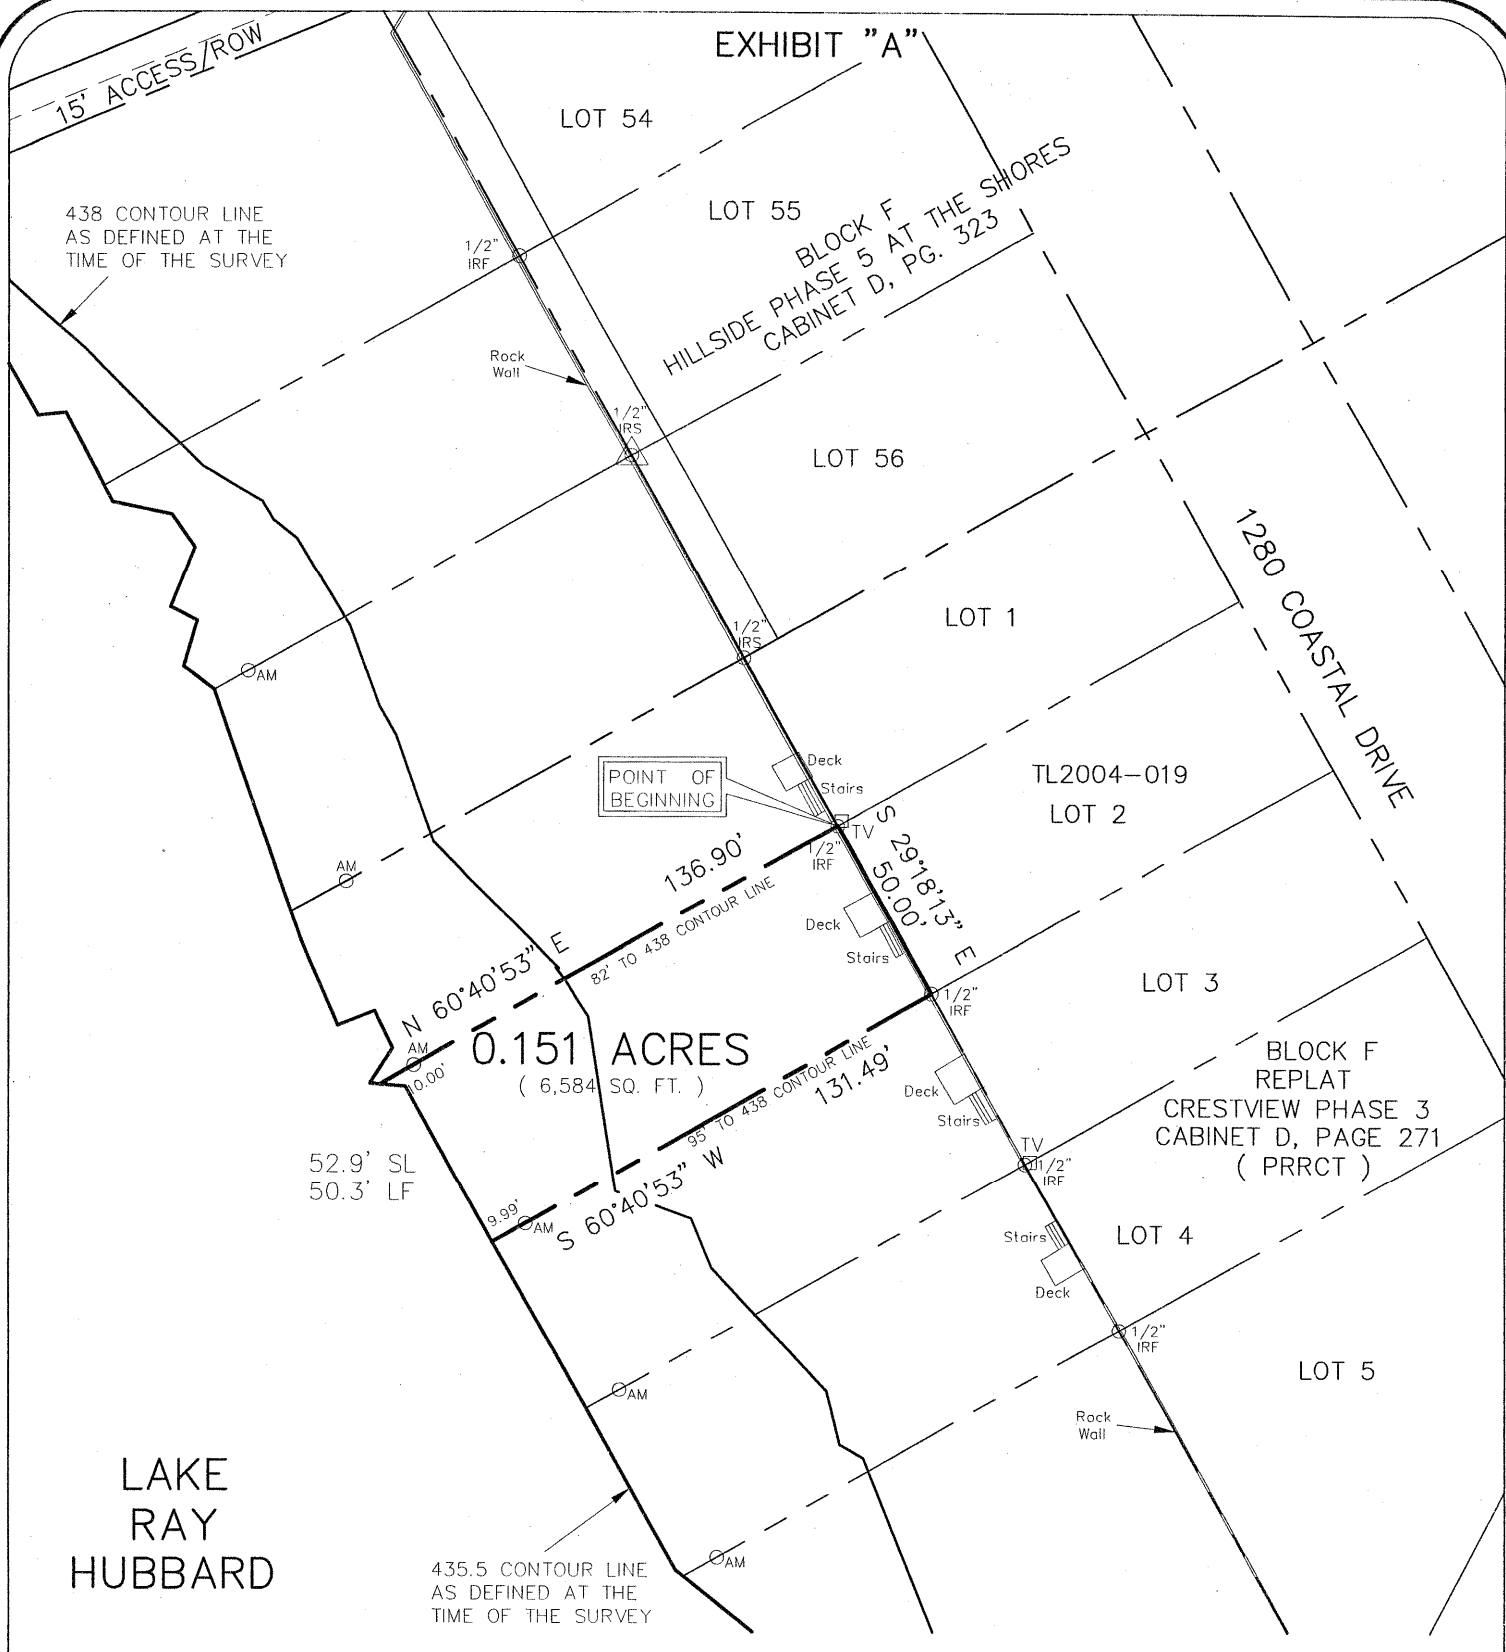 EXHIBIT "A"
15' ACCESS/ROW
LOT 54
438 CONTOUR LINE
AS DEFINED AT THE
TIME OF THE SURVEY
LOT 55
BLOCK F
HILLSIDE PHASE 5 AT THE SHORES
CABINET D, PG. 323
1/2"
IRF
Rock
Wall
1/2"
IRS
LOT 56
1280 COASTAL DRIVE
LOT 1
1/2"
IRS
AM
Deck
Stairs
POINT OF
BEGINNING
TL2004-019
LOT 2
TV
1/2"
IRF
S 29°18'13" E
50.00'
136.90'
82' TO 438 CONTOUR LINE
N 60°40'53" E
AM
Deck
Stairs
LOT 3
1/2"
IRF
AM
10.00'
0.151 ACRES
( 6,584 SQ. FT. )
95' TO 438 CONTOUR LINE
131.49'
S 60°40'53" W
Deck
Stairs
BLOCK F
REPLAT
CRESTVIEW PHASE 3
CABINET D, PAGE 271
( PRRCT )
52.9' SL
50.3' LF
9.99'
AM
TV
1/2"
IRF
LOT 4
Stairs
Deck
1/2"
IRF
LOT 5
AM
Rock
Wall
LAKE
RAY
HUBBARD
AM
435.5 CONTOUR LINE
AS DEFINED AT THE
TIME OF THE SURVEY